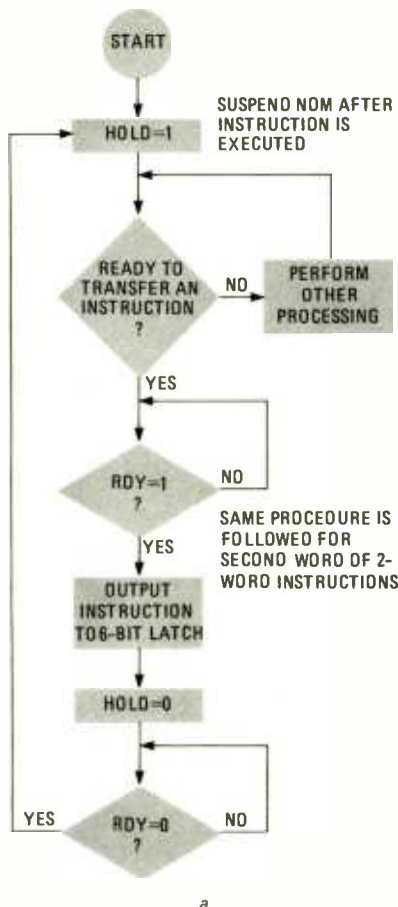 START
HOLD=1
SUSPEND NOM AFTER
INSTRUCTION IS
EXECUTED
READY TO
TRANSFER AN
INSTRUCTION
?
NO
PERFORM
OTHER
PROCESSING
YES
RDY=1
?
NO
YES
SAME PROCEDURE IS
FOLLOWED FOR
SECOND WORD OF 2-
WORD INSTRUCTIONS
OUTPUT
INSTRUCTION
TO6-BIT LATCH
HOLD=0
YES
RDY=0
?
NO
a